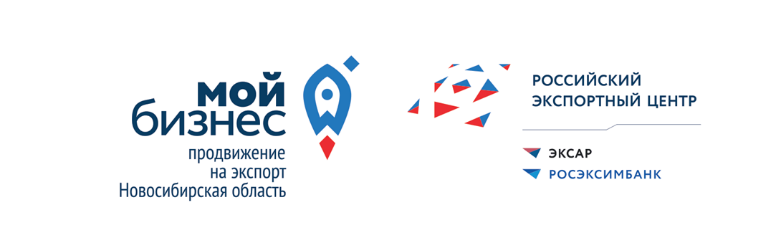 мой
бизнес
продвижение
на экспорт
Новосибирская область
РОССИЙСКИЙ
ЭКСПОРТНЫЙ ЦЕНТР
ЭКСАР
РОСЭКСИМБАНК